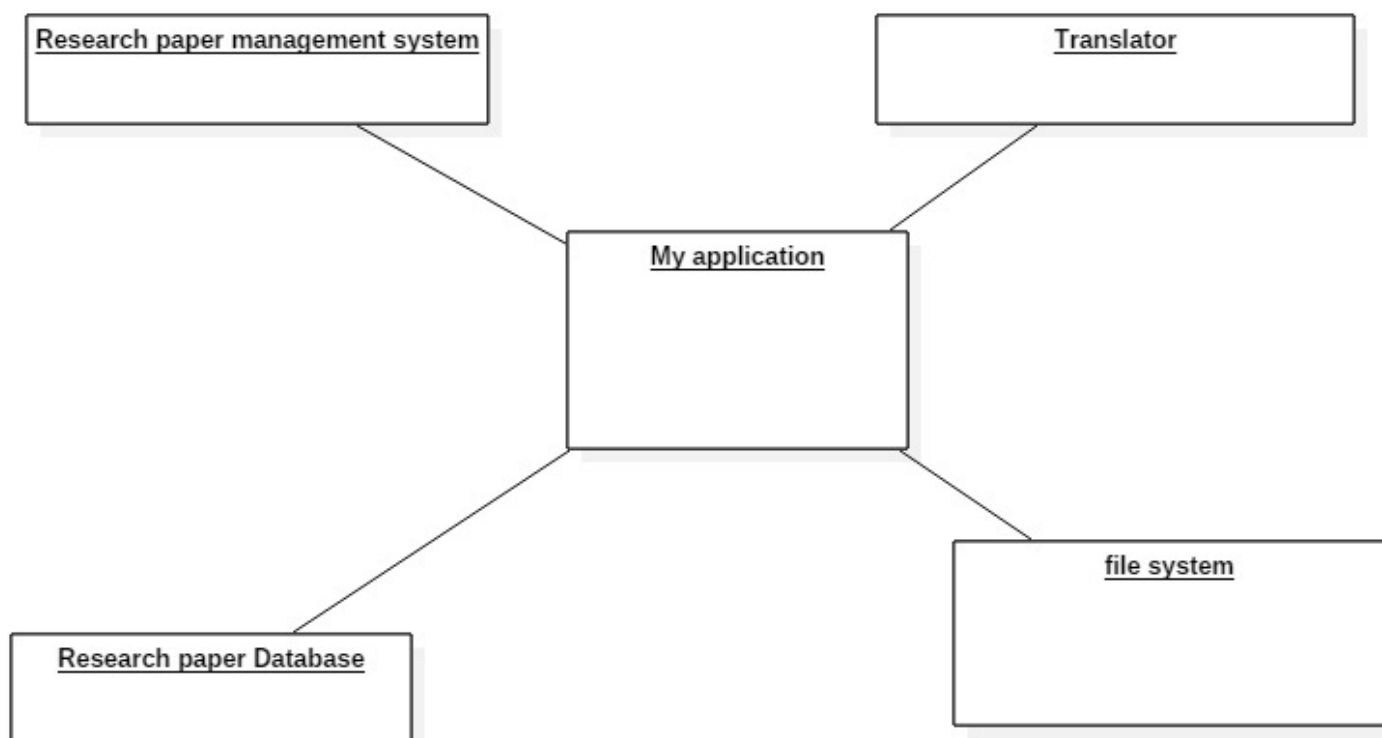 Research paper management system
Translator
My application
file system
Research paper Database